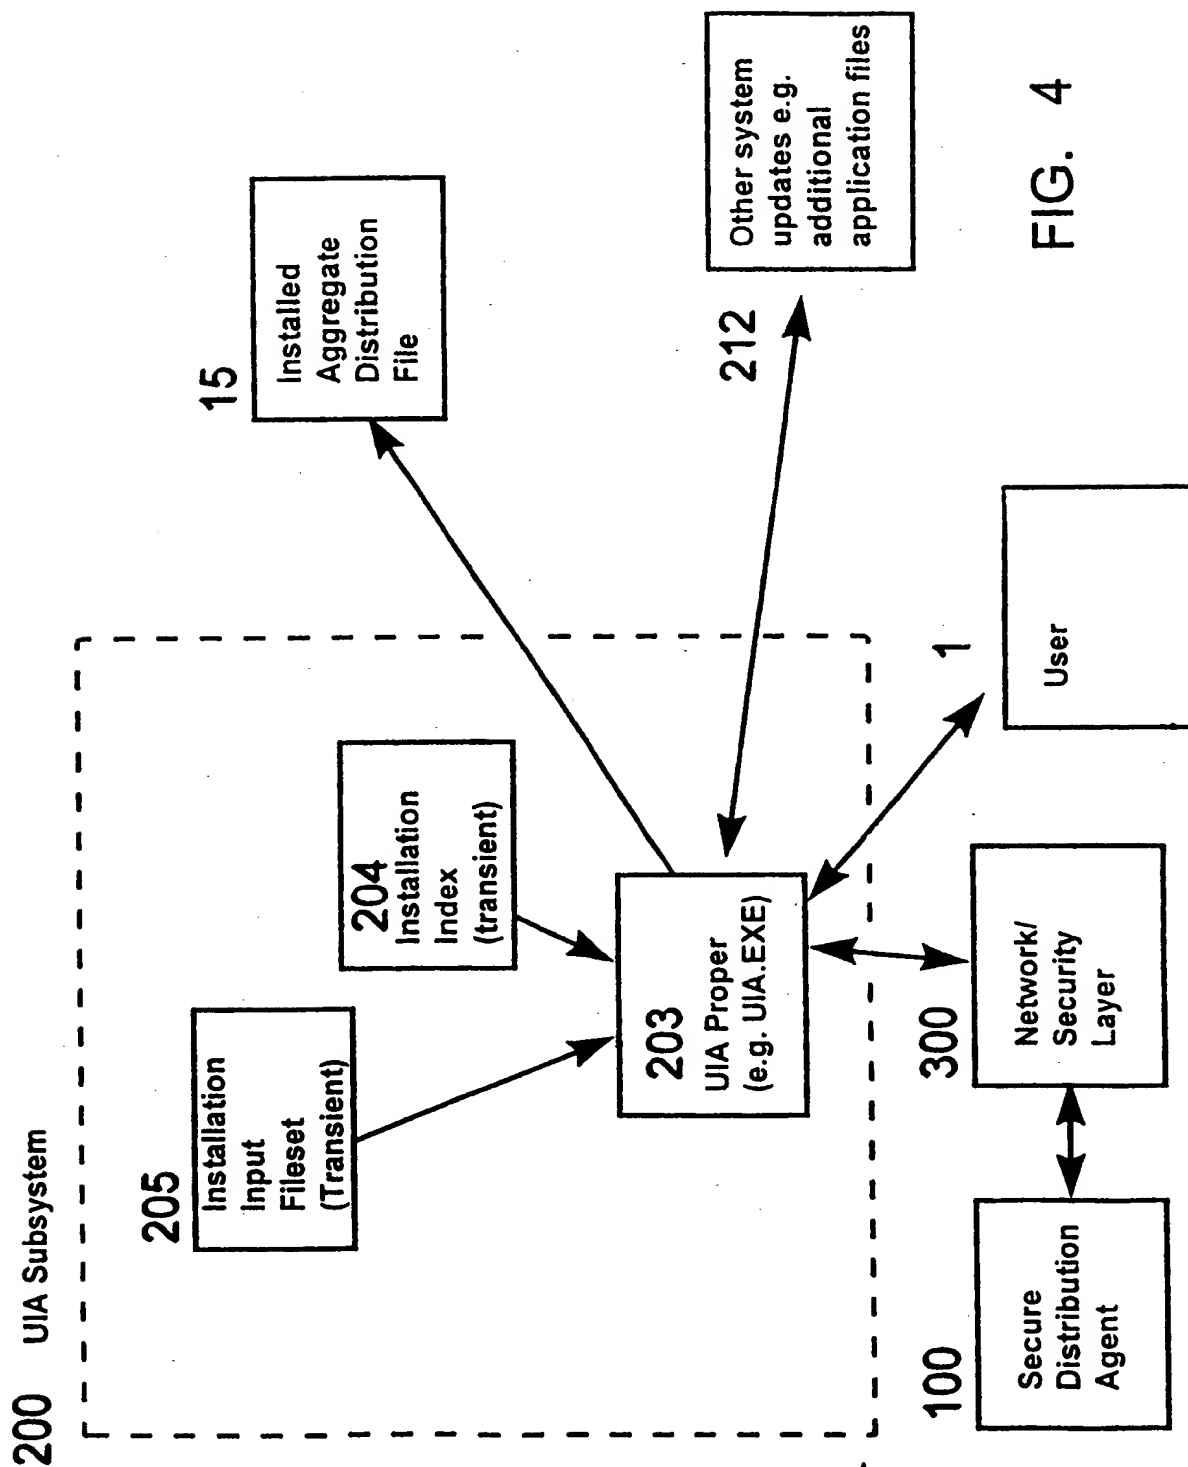 200 UIA Subsystem
205
Installation
Input
Fileset
(Transient)
204
Installation
Index
(transient)
15
Installed
Aggregate
Distribution
File
203
UIA Proper
(e.g. UIA.EXE)
212
Other system
updates e.g.
additional
application files
100
Secure
Distribution
Agent
300
Network/
Security
Layer
1
User
FIG. 4